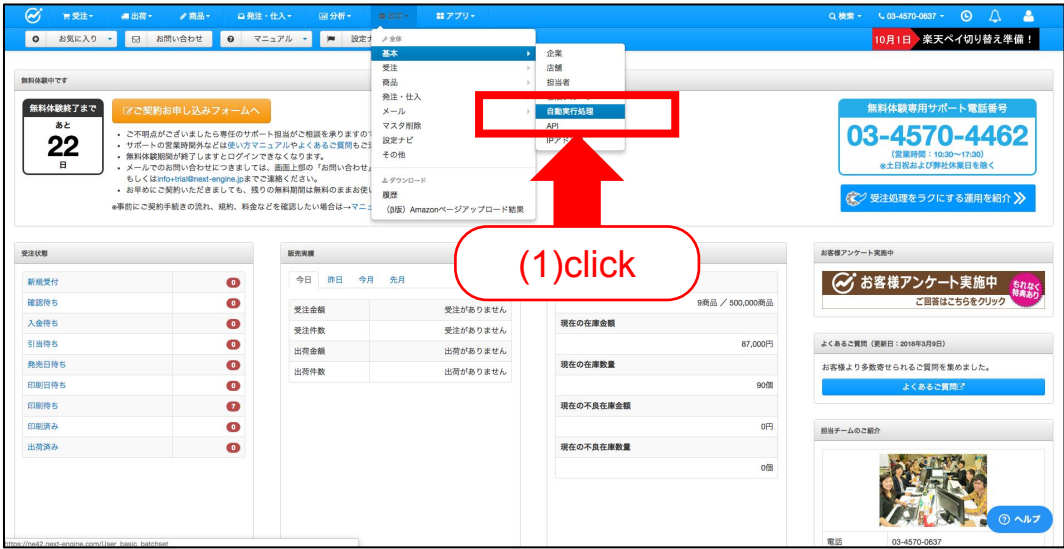 受注
出荷
商品
発注・仕入
分析
アプリ
検索
03-4570-0637
お気に入り
お問い合わせ
マニュアル
10月1日 楽天ペイ切り替え準備！
全体
基本
受注
商品
発注・仕入
メール
マスタ削除
設定ナビ
その他
ダウンロード
履歴
（β版）Amazonページアップロード結果
企業
店舗
担当者
自動実行処理
API
(1)click
無料体験中です
無料体験終了まで
あと
22
日
ご契約お申し込みフォームへ
ご不明点がございましたら専任のサポート担当がご相談を承りますので
サポートの営業時間外などは使い方マニュアルやよくあるご質問もご
無料体験期間が終了しますとログインできなくなります。
メールでのお問い合わせにつきましては、画面上部の「お問い合わせ」
もしくはinfo+trial@next-engine.jpまでご連絡ください。
お早めにご契約いただきましても、残りの無料期間は無料のままお使い
※事前にご契約手続きの流れ、規約、料金などを確認したい場合は→マニュ
無料体験専用サポート電話番号
03-4570-4462
（営業時間：10:30〜17:30）
※土日祝および弊社休業日を除く
受注処理をラクにする運用を紹介
受注状態
新規受付 0
確認待ち 0
入金待ち 0
引当待ち 0
発売日待ち 0
印刷日待ち 0
印刷待ち 7
印刷済み 0
出荷済み 0
販売実績
今日 昨日 今月 先月
受注金額 受注がありません
受注件数 受注がありません
出荷金額 出荷がありません
出荷件数 出荷がありません
9商品 ／ 500,000商品
現在の在庫金額
87,000円
現在の在庫数量
90個
現在の不良在庫金額
0円
現在の不良在庫数量
0個
お客様アンケート実施中
お客様アンケート実施中
ご回答はこちらをクリック
もれなく
特典あり
よくあるご質問（更新日：2018年3月9日）
お客様より多数寄せられるご質問を集めました。
よくあるご質問
担当チームのご紹介
ヘルプ
電話 03-4570-0637
https://ne42.next-engine.com/User_basic_batchset